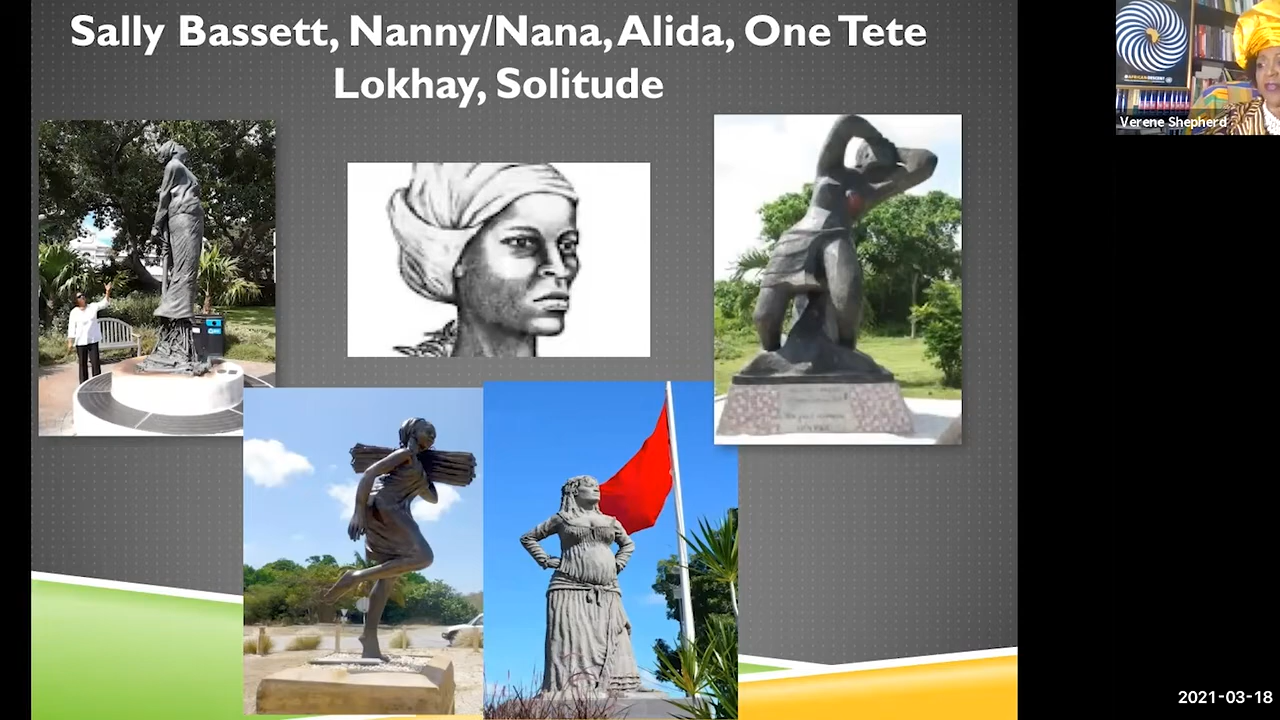 Sally Bassett, Nanny/Nana, Alida, One Tete
Lokhay, Solitude
Verene Shepherd
2021-03-18